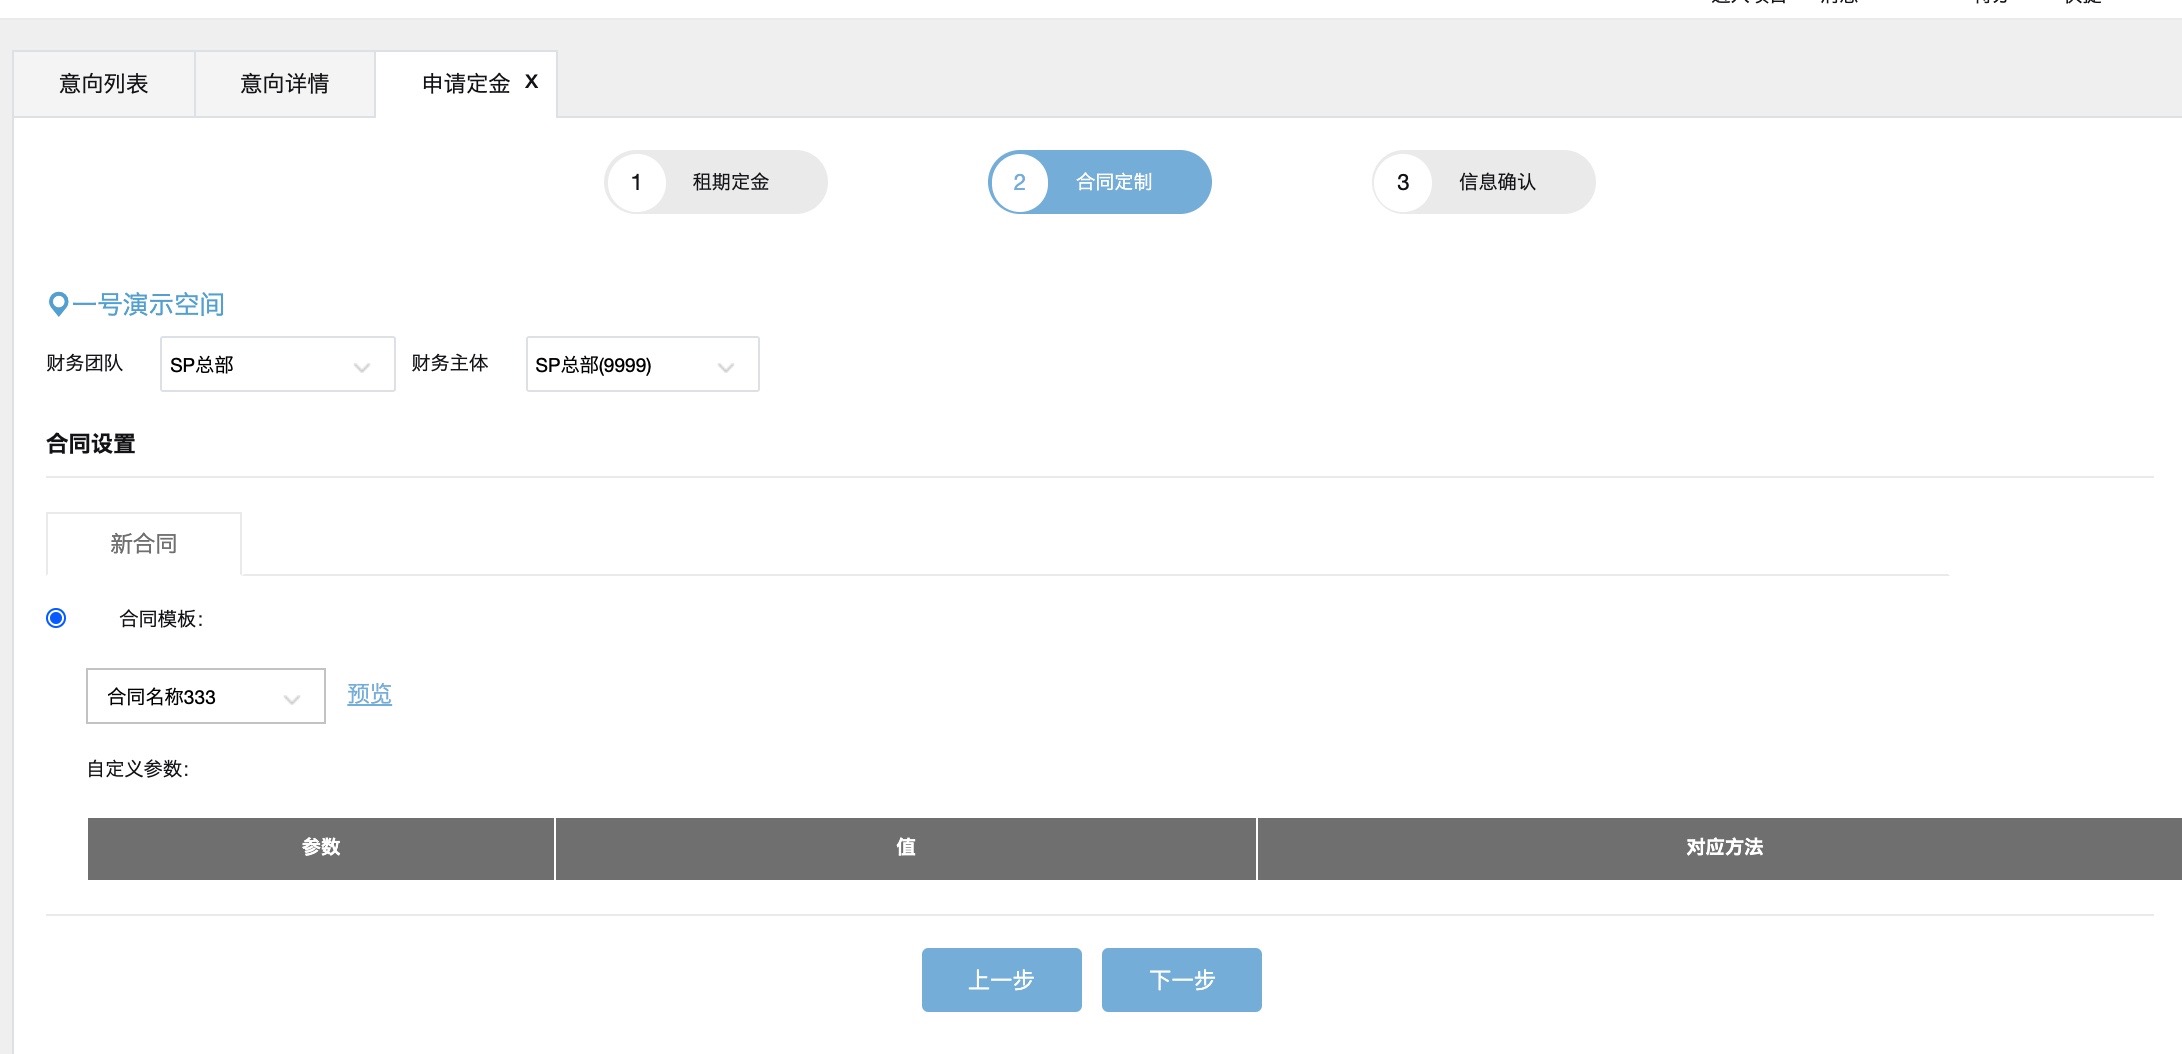 意向列表 意向详情 申请定金 X
1 租期定金 2 合同定制 3 信息确认
一号演示空间
财务团队 SP总部 财务主体 SP总部(9999)
合同设置
新合同
合同模板:
合同名称333 预览
自定义参数:
参数 值 对应方法
上一步 下一步